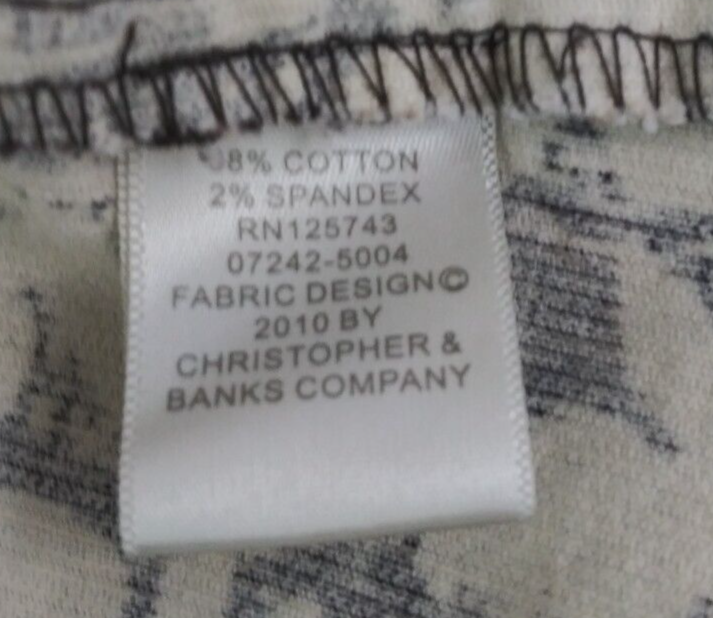 98% COTTON
2% SPANDEX
RN125743
07242-5004
FABRIC DESIGN©
2010 BY
CHRISTOPHER &
BANKS COMPANY